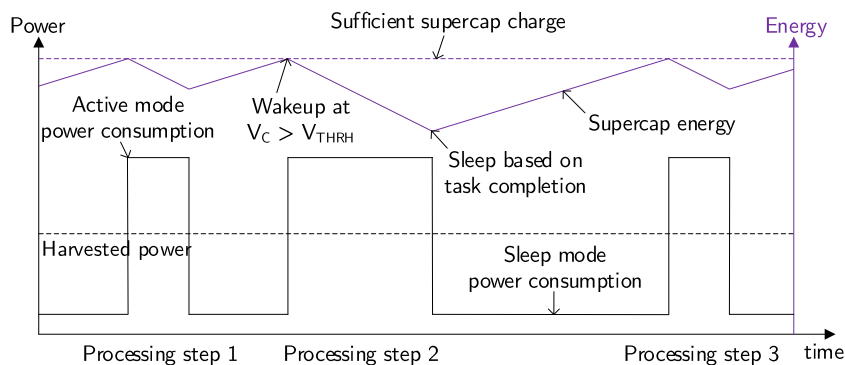 Sufficient supercap charge
Power
Energy
Active mode
power consumption
Wakeup at
V_C > V_THRH
Supercap energy
Sleep based on
task completion
Harvested power
Sleep mode
power consumption
Processing step 1
Processing step 2
Processing step 3
time